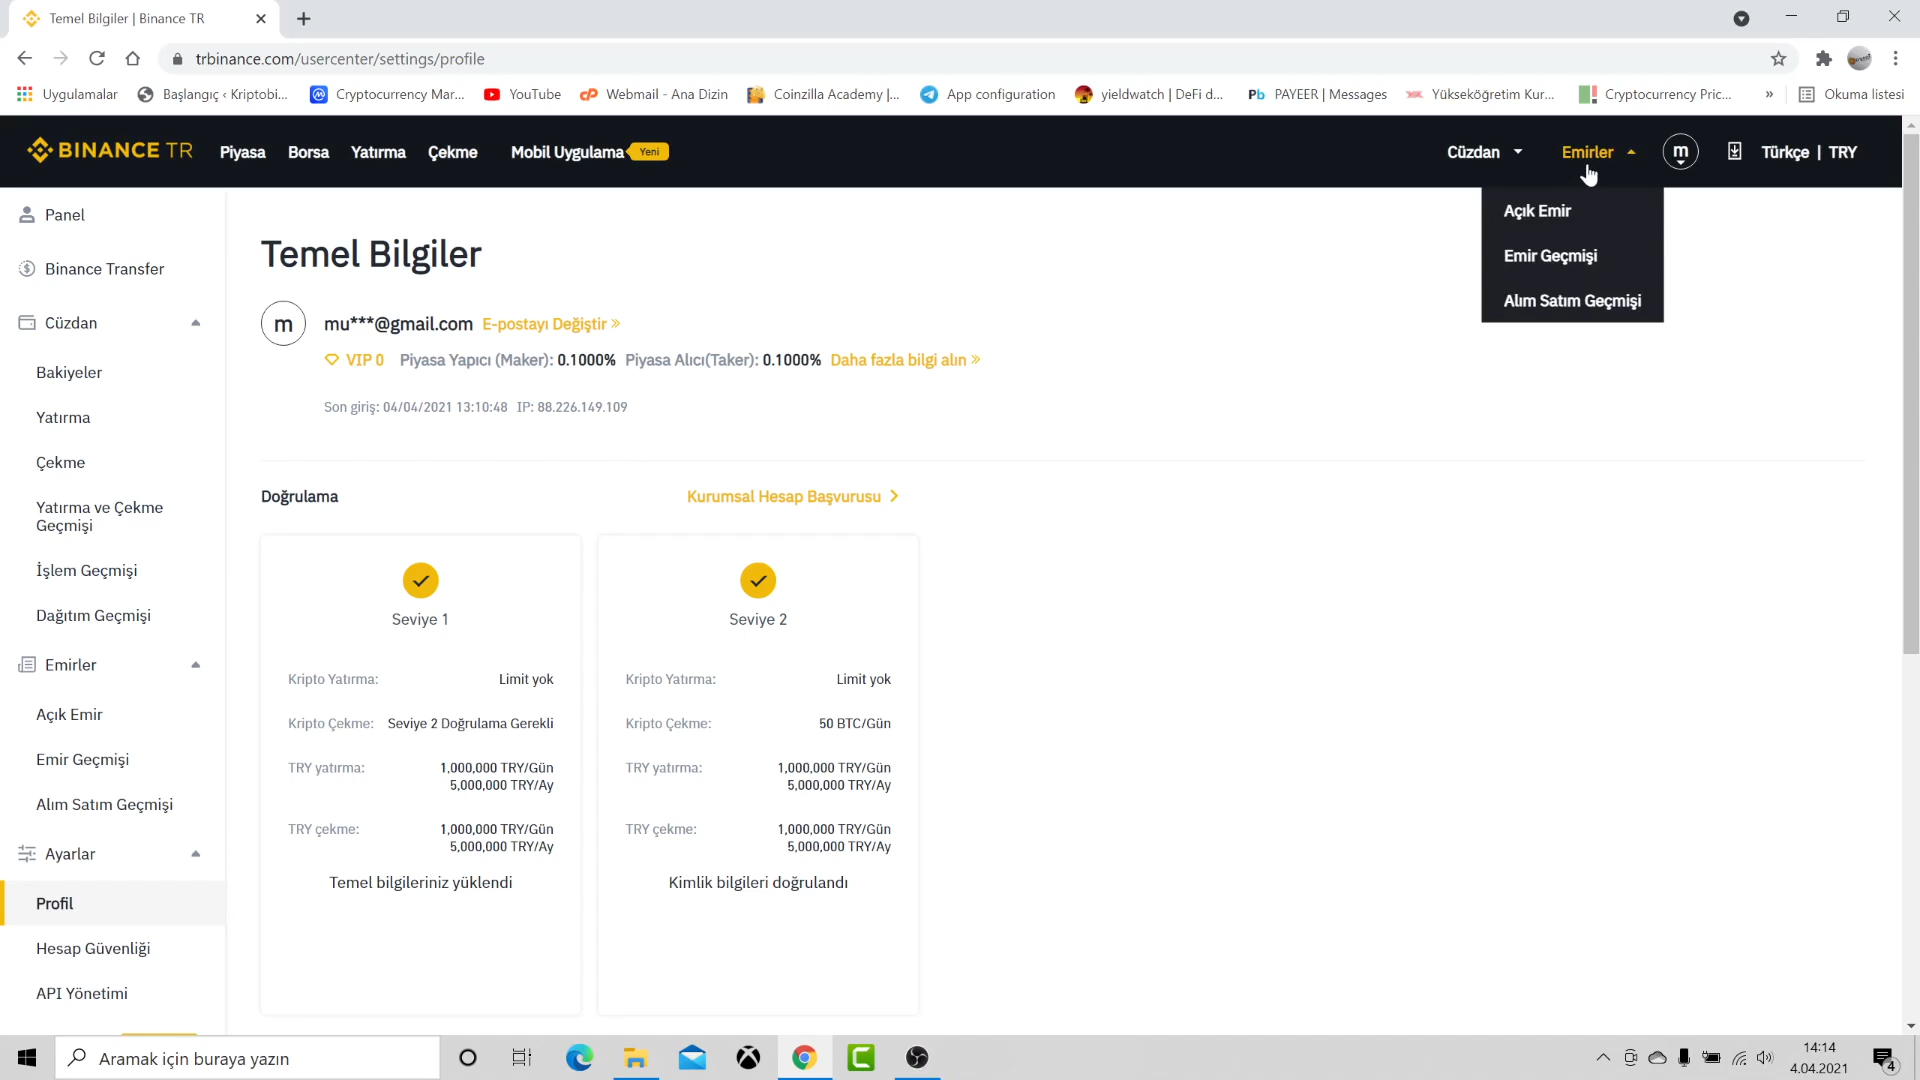 Temel Bilgiler | Binance TR
trbinance.com/usercenter/settings/profile
Uygulamalar
Başlangıç ‹ Kriptobi...
Cryptocurrency Mar...
YouTube
Webmail - Ana Dizin
Coinzilla Academy |...
App configuration
yieldwatch | DeFi d...
PAYEER | Messages
Yükseköğretim Kur...
Cryptocurrency Pric...
»
Okuma listesi
BINANCE TR
Piyasa
Borsa
Yatırma
Çekme
Mobil Uygulama
Yeni
Cüzdan
Emirler
m
Türkçe | TRY
Açık Emir
Emir Geçmişi
Alım Satım Geçmişi
Panel
Binance Transfer
Cüzdan
Bakiyeler
Yatırma
Çekme
Yatırma ve Çekme
Geçmişi
İşlem Geçmişi
Dağıtım Geçmişi
Emirler
Açık Emir
Emir Geçmişi
Alım Satım Geçmişi
Ayarlar
Profil
Hesap Güvenliği
API Yönetimi
Temel Bilgiler
m
mu***@gmail.com E-postayı Değiştir »
VIP 0 Piyasa Yapıcı (Maker): 0.1000% Piyasa Alıcı(Taker): 0.1000% Daha fazla bilgi alın »
Son giriş: 04/04/2021 13:10:48 IP: 88.226.149.109
Doğrulama
Kurumsal Hesap Başvurusu >
Seviye 1
Kripto Yatırma: Limit yok
Kripto Çekme: Seviye 2 Doğrulama Gerekli
TRY yatırma: 1,000,000 TRY/Gün
5,000,000 TRY/Ay
TRY çekme: 1,000,000 TRY/Gün
5,000,000 TRY/Ay
Temel bilgileriniz yüklendi
Seviye 2
Kripto Yatırma: Limit yok
Kripto Çekme: 50 BTC/Gün
TRY yatırma: 1,000,000 TRY/Gün
5,000,000 TRY/Ay
TRY çekme: 1,000,000 TRY/Gün
5,000,000 TRY/Ay
Kimlik bilgileri doğrulandı
Aramak için buraya yazın
14:14
4.04.2021
4